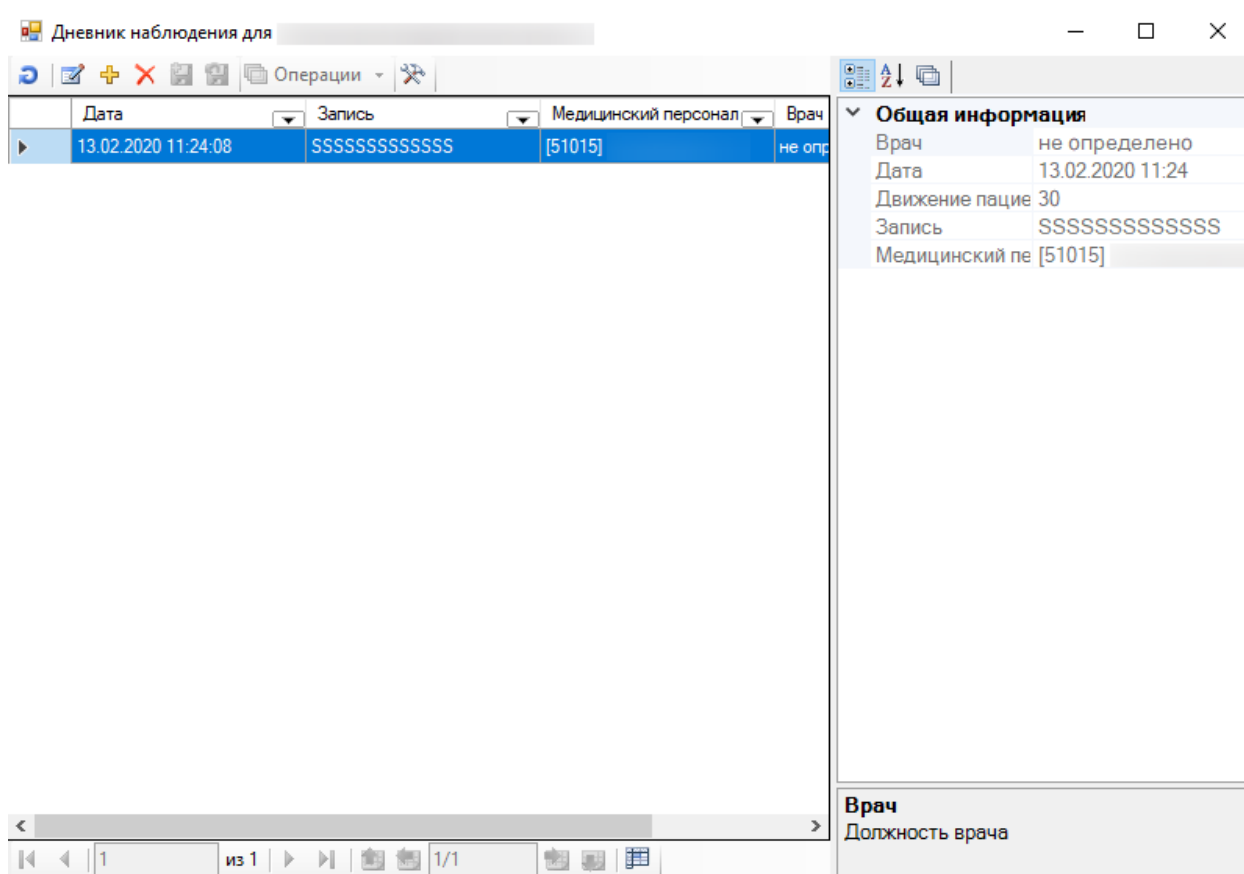 Дневник наблюдения для
Операции
Дата Запись Медицинский персонал Врач
13.02.2020 11:24:08 SSSSSSSSSSSSS [51015] не опр
Общая информация
Врач не определено
Дата 13.02.2020 11:24
Движение пацие 30
Запись SSSSSSSSSSSSS
Медицинский пе [51015]
Врач
Должность врача
1 из 1 1/1